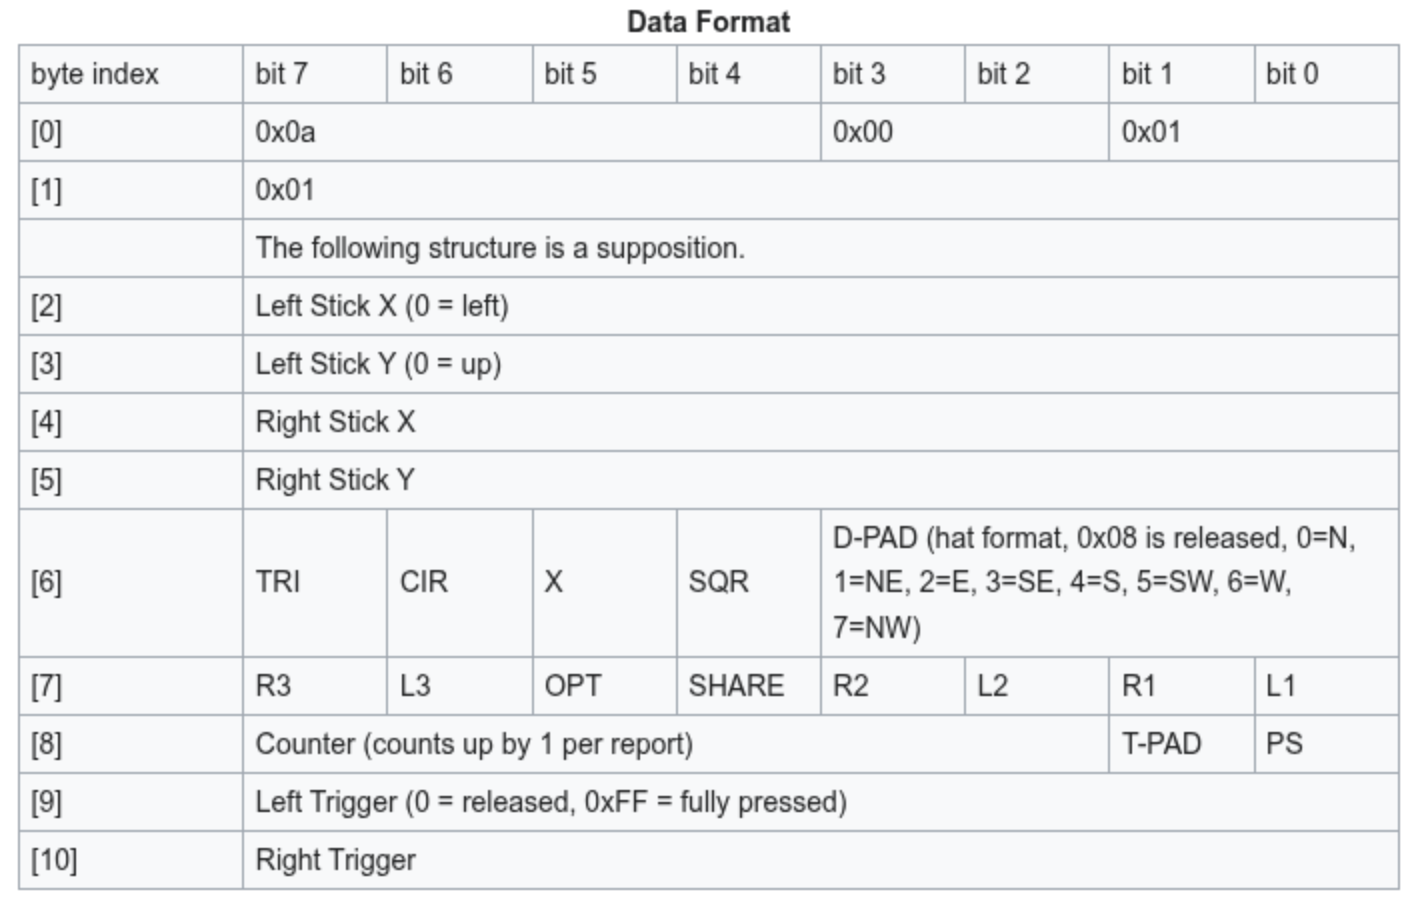 Data Format
byte index bit 7 bit 6 bit 5 bit 4 bit 3 bit 2 bit 1 bit 0
[0] 0x0a 0x00 0x01
[1] 0x01
The following structure is a supposition.
[2] Left Stick X (0 = left)
[3] Left Stick Y (0 = up)
[4] Right Stick X
[5] Right Stick Y
[6] TRI CIR X SQR D-PAD (hat format, 0x08 is released, 0=N,
1=NE, 2=E, 3=SE, 4=S, 5=SW, 6=W,
7=NW)
[7] R3 L3 OPT SHARE R2 L2 R1 L1
[8] Counter (counts up by 1 per report) T-PAD PS
[9] Left Trigger (0 = released, 0xFF = fully pressed)
[10] Right Trigger